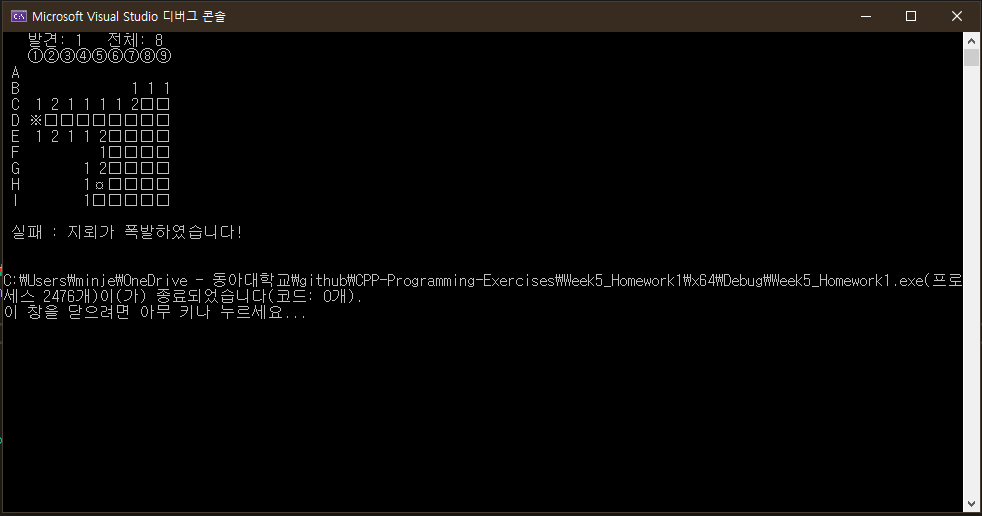 Microsoft Visual Studio 디버그 콘솔
발견: 1 전체: 8
①②③④⑤⑥⑦⑧⑨
A
B 1 1 1
C 1 2 1 1 1 1 2□□
D ※□□□□□□□□
E 1 2 1 1 2□□□□
F 1□□□□
G 1 2□□□□
H 1¤□□□□
I 1□□□□□
실패 : 지뢰가 폭발하였습니다!
C:₩Users₩minje₩OneDrive - 동아대학교₩github₩CPP-Programming-Exercises₩Week5_Homework1₩x64₩Debug₩Week5_Homework1.exe(프로
세스 2476개)이(가) 종료되었습니다(코드: 0개).
이 창을 닫으려면 아무 키나 누르세요...